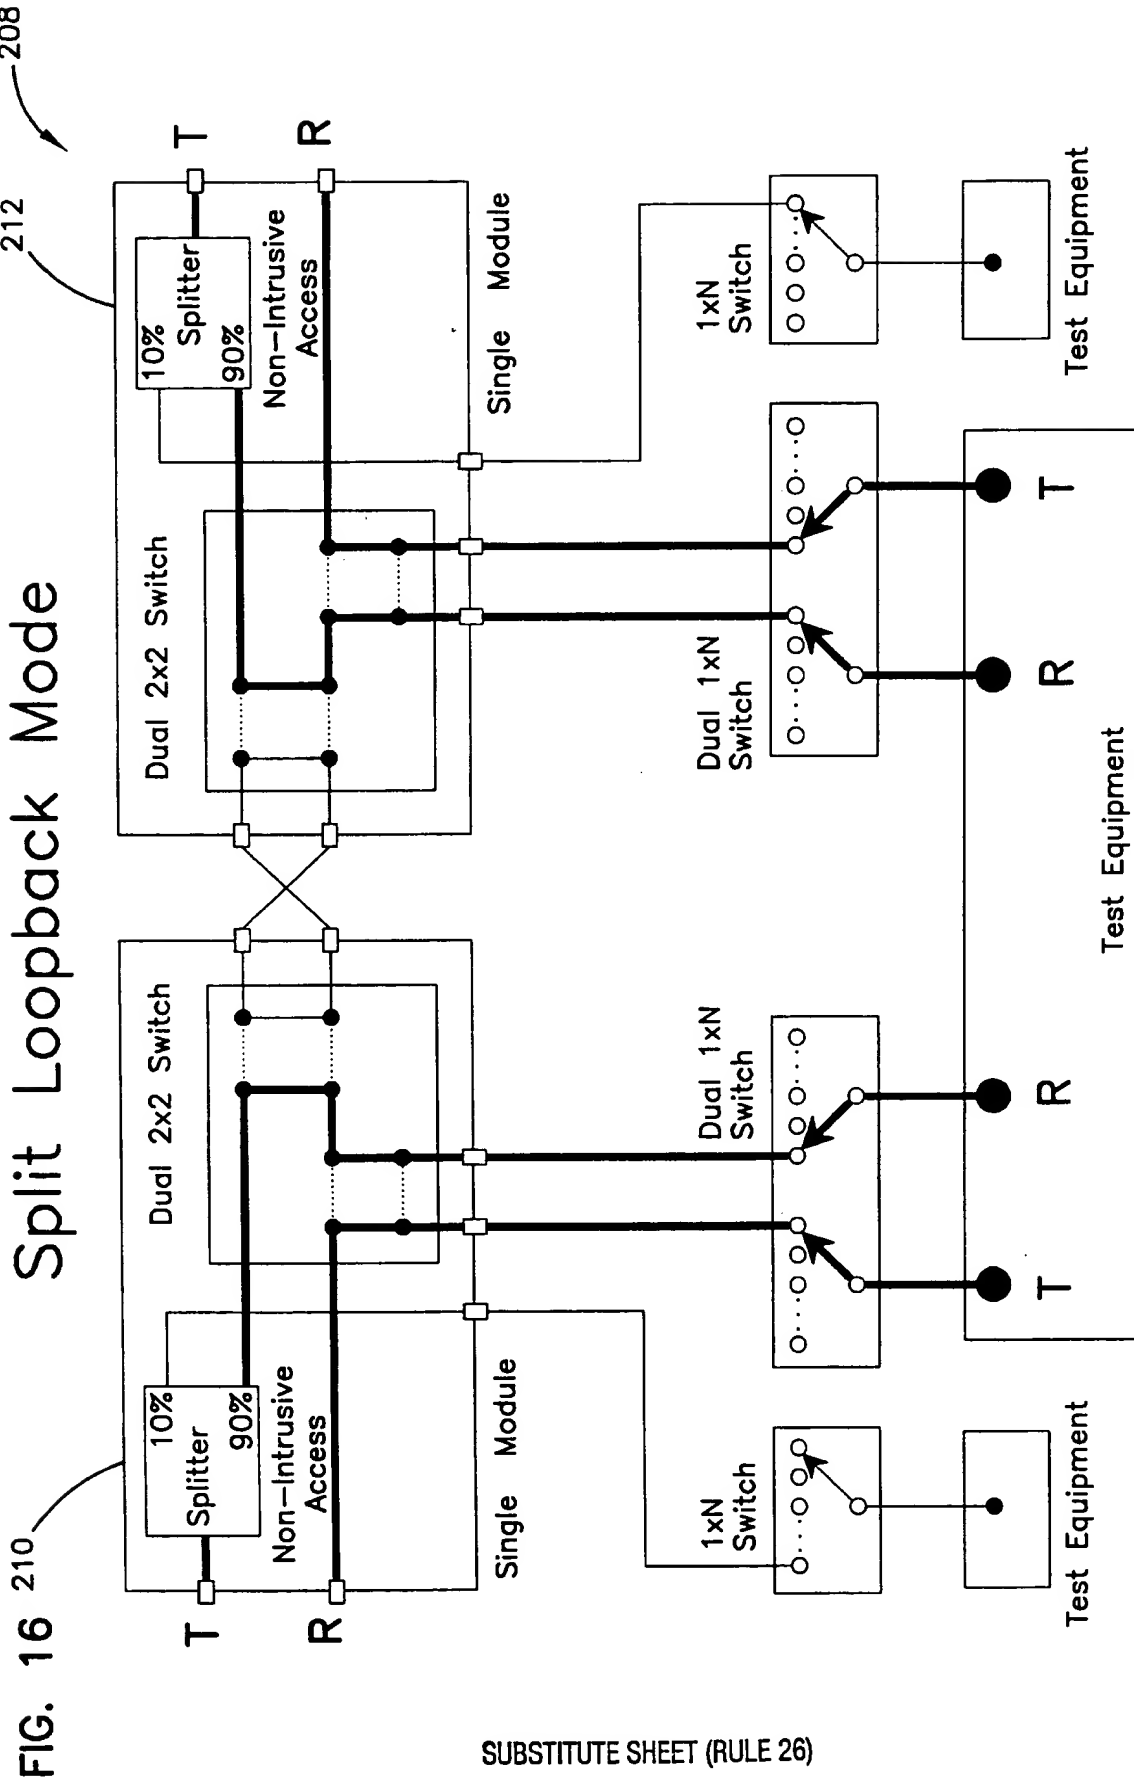 FIG. 16
Split Loopback Mode
208
210
212
T
R
Splitter
10%
90%
Non-Intrusive
Access
Single Module
Dual 2x2 Switch
Dual 2x2 Switch
10%
Splitter
90%
Non-Intrusive
Access
Single Module
T
R
1xN
Switch
Dual 1xN
Switch
Dual 1xN
Switch
1xN
Switch
Test Equipment
T
R
R
T
Test Equipment
Test Equipment
SUBSTITUTE SHEET (RULE 26)